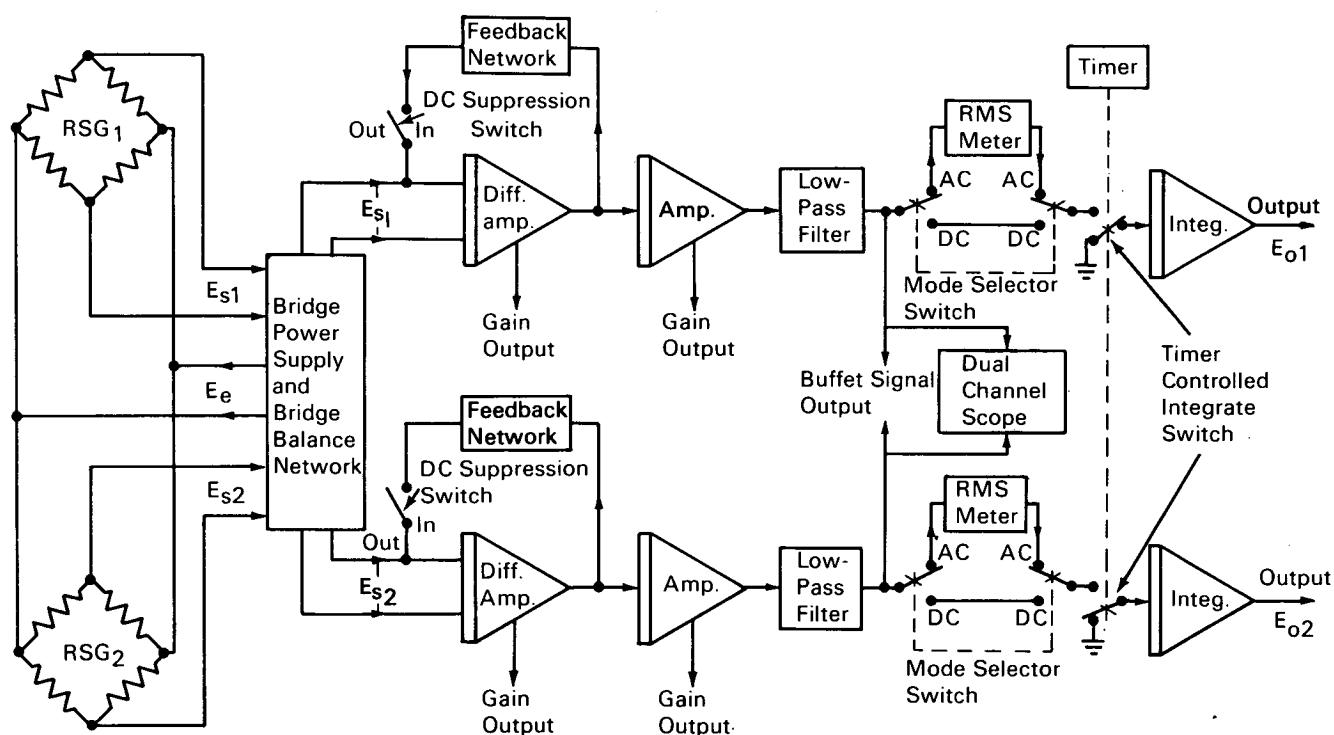 Feedback
Network
Timer
DC Suppression
Switch
Out
In
RSG1
RMS
Meter
AC
AC
DC
DC
Es1
Diff.
amp.
Amp.
Low-
Pass
Filter
Integ.
Output
Eo1
Mode Selector
Switch
Gain
Output
Gain
Output
Es1
Bridge
Power
Supply
and
Bridge
Balance
Network
Ee
Es2
Buffet Signal
Output
Dual
Channel
Scope
Timer
Controlled
Integrate
Switch
Feedback
Network
DC Suppression
Switch
In
Out
RMS
Meter
AC
AC
DC
DC
Es2
Diff.
Amp.
Amp.
Low-
Pass
Filter
Integ.
Output
Eo2
RSG2
Mode Selector
Switch
Gain
Output
Gain
Output